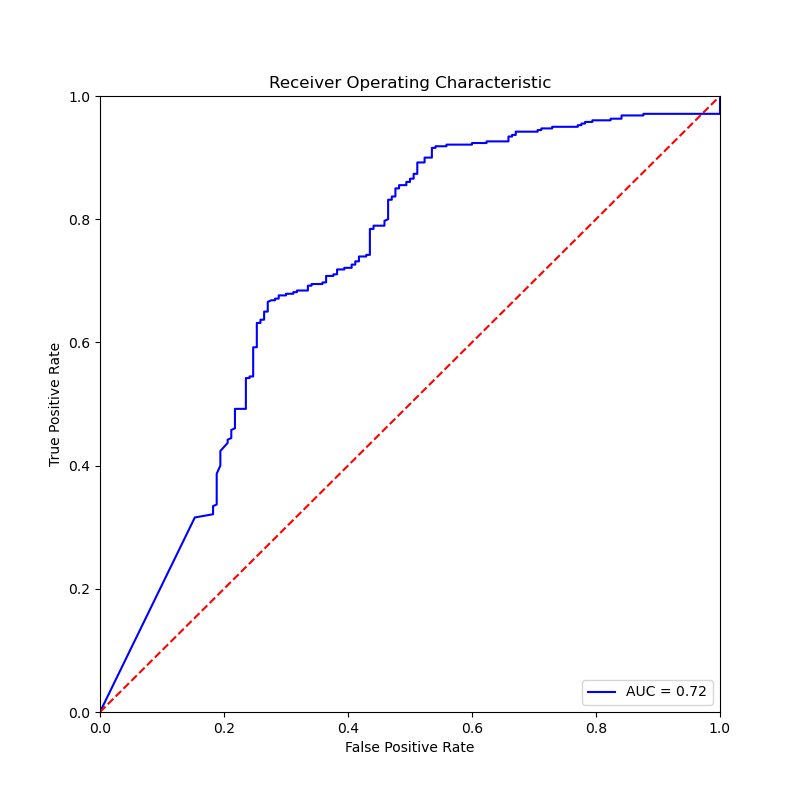 Receiver Operating Characteristic
True Positive Rate
1.0
0.8
0.6
0.4
0.2
0.0
AUC = 0.72
0.0 0.2 0.4 0.6 0.8 1.0
False Positive Rate